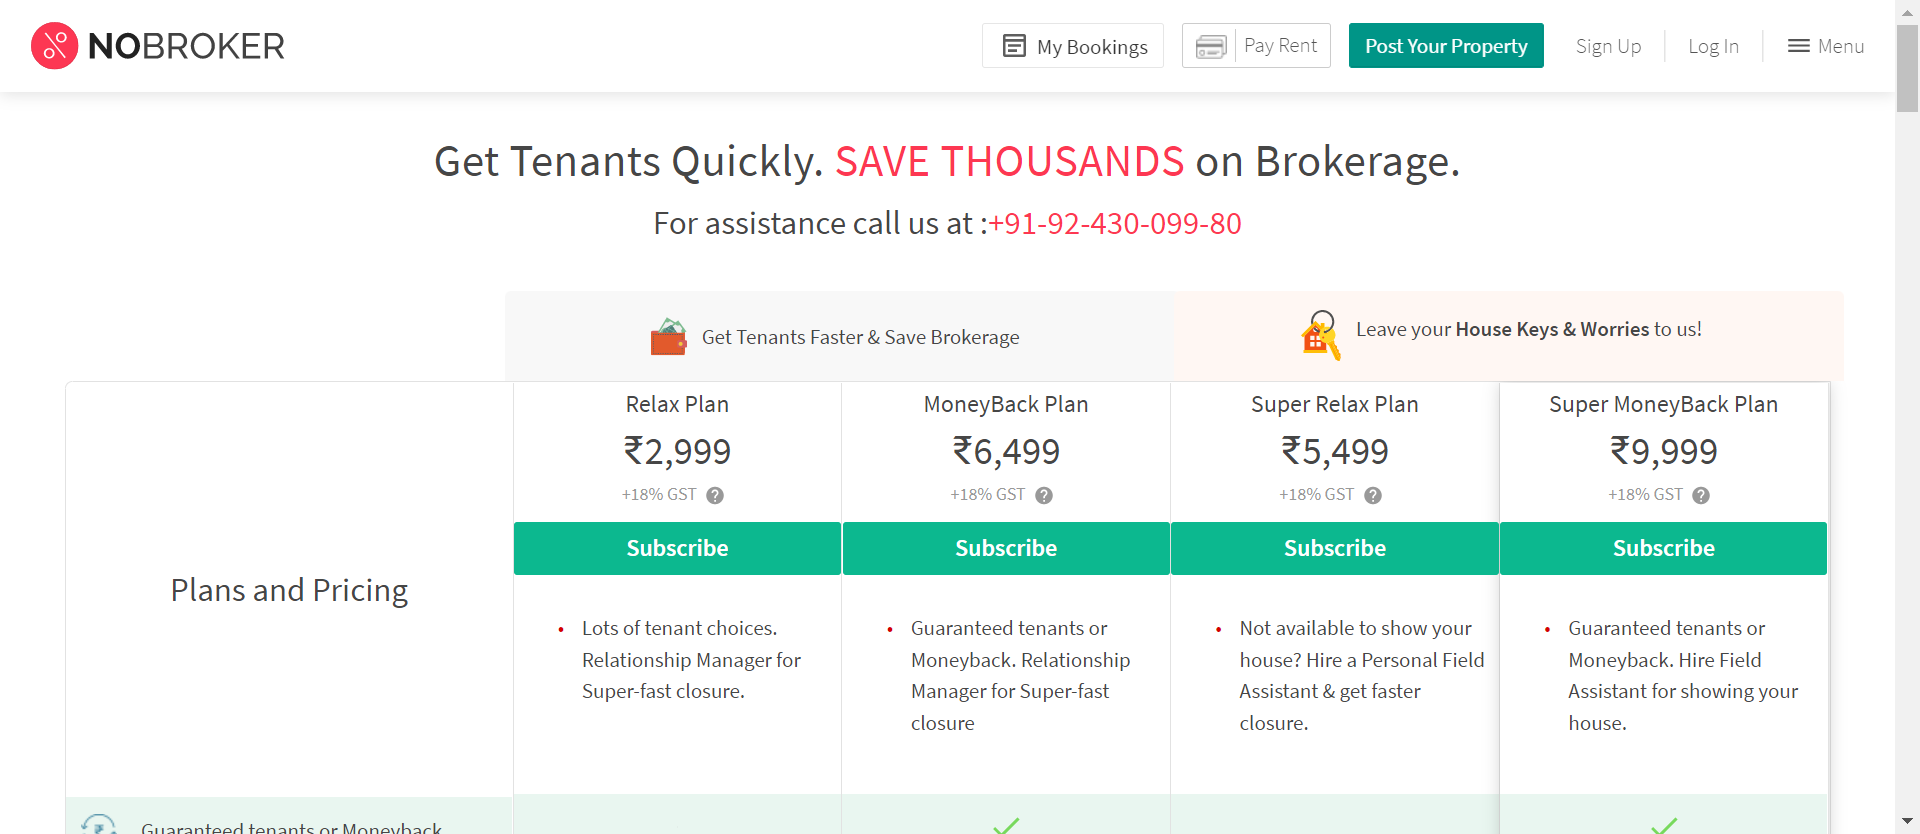 NOBROKER
My Bookings
Pay Rent
Post Your Property
Sign Up
Log In
Menu
Get Tenants Quickly. SAVE THOUSANDS on Brokerage.
For assistance call us at :+91-92-430-099-80
Get Tenants Faster & Save Brokerage
Leave your House Keys & Worries to us!
Plans and Pricing
Relax Plan
₹2,999
+18% GST ?
Subscribe
• Lots of tenant choices.
Relationship Manager for
Super-fast closure.
MoneyBack Plan
₹6,499
+18% GST ?
Subscribe
• Guaranteed tenants or
Moneyback. Relationship
Manager for Super-fast
closure
Super Relax Plan
₹5,499
+18% GST ?
Subscribe
• Not available to show your
house? Hire a Personal Field
Assistant & get faster
closure.
Super MoneyBack Plan
₹9,999
+18% GST ?
Subscribe
• Guaranteed tenants or
Moneyback. Hire Field
Assistant for showing your
house.
Guaranteed tenants or Moneyback